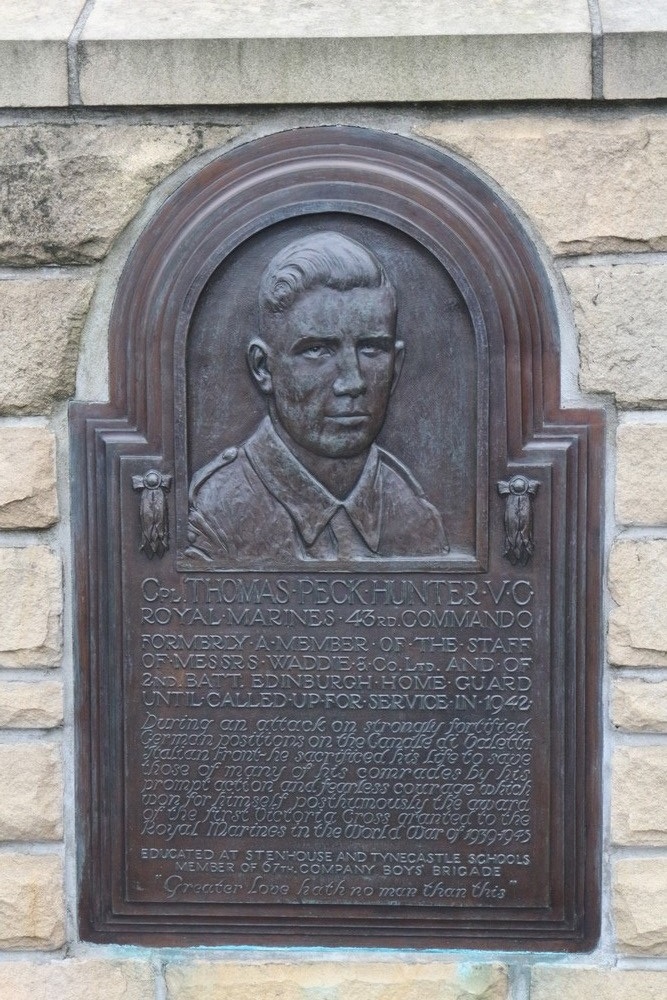 CPL. THOMAS · PECK · HUNTER · V·C·
ROYAL · MARINES · 43RD. COMMANDO
FORMERLY · A · MEMBER · OF · THE · STAFF
OF · MESSRS · WADDIE · & · CO. LTD. AND · OF
2ND. BATT. EDINBURGH · HOME · GUARD
UNTIL · CALLED · UP · FOR · SERVICE · IN · 1942 ·
During an attack on strongly fortified
German positions on the Canale at Valetta
Italian front he sacrificed his life to save
those of many of his comrades by his
prompt action and fearless courage which
won for himself posthumously the award
of the first Victoria Cross granted to the
Royal Marines in the World War of 1939-1945
EDUCATED AT STENHOUSE AND TYNECASTLE SCHOOLS
MEMBER OF 67TH. COMPANY BOYS' BRIGADE
"Greater Love hath no man than this"